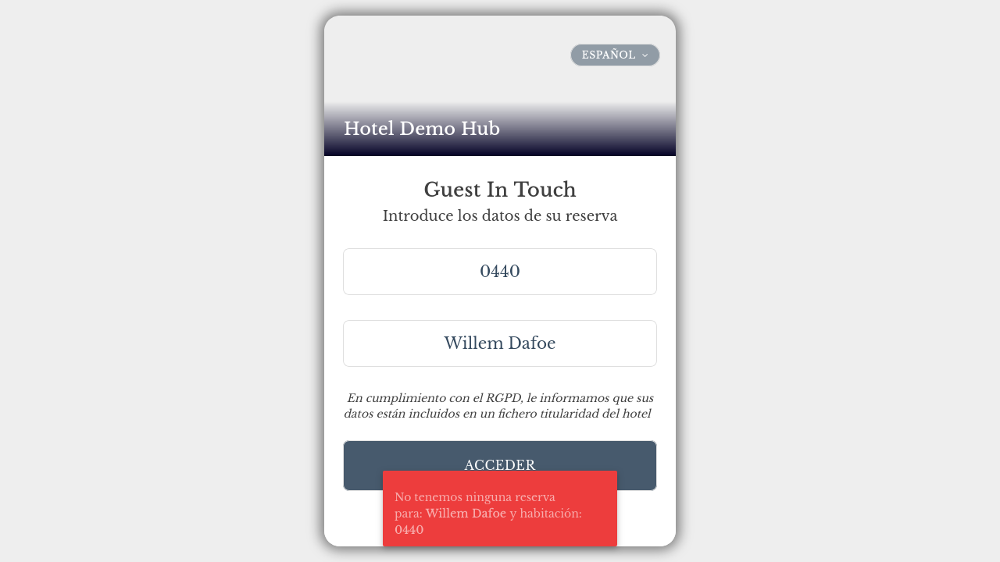 ESPAÑOL
Hotel Demo Hub
Guest In Touch
Introduce los datos de su reserva
0440
Willem Dafoe
En cumplimiento con el RGPD, le informamos que sus
datos están incluidos en un fichero titularidad del hotel
ACCEDER
No tenemos ninguna reserva
para: Willem Dafoe y habitación:
0440